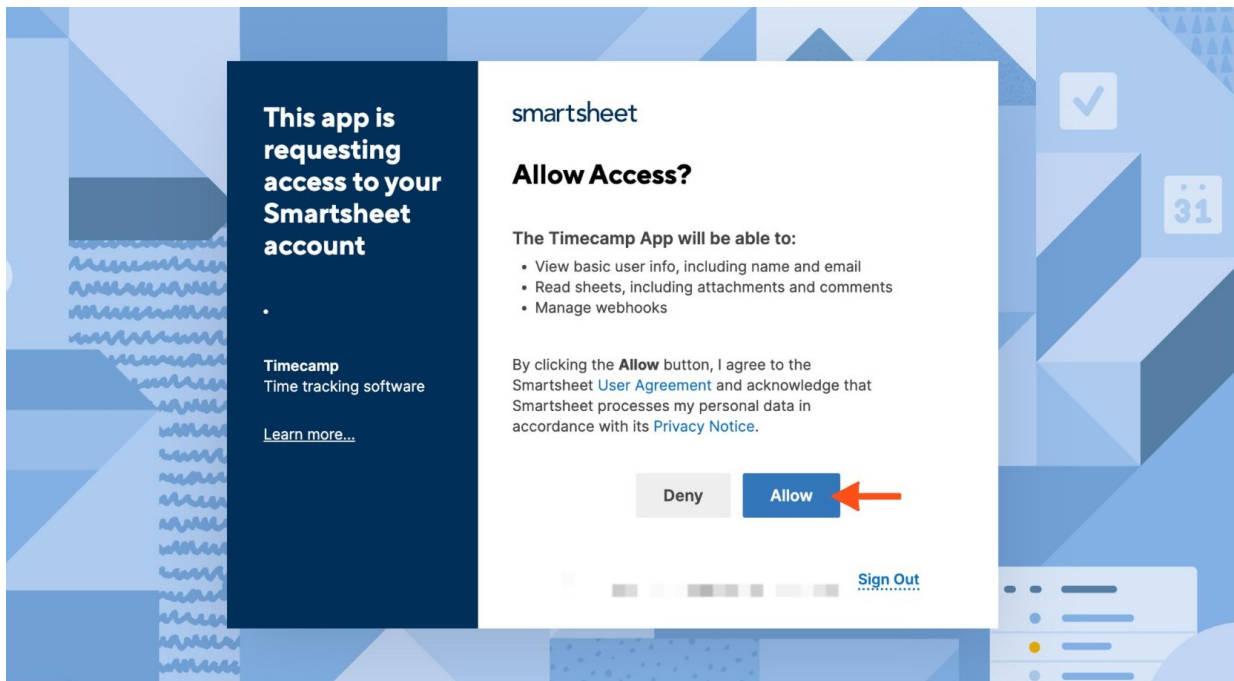 This app is
requesting
access to your
Smartsheet
account
.
Timecamp
Time tracking software
Learn more...
smartsheet
Allow Access?
The Timecamp App will be able to:
• View basic user info, including name and email
• Read sheets, including attachments and comments
• Manage webhooks
By clicking the Allow button, I agree to the
Smartsheet User Agreement and acknowledge that
Smartsheet processes my personal data in
accordance with its Privacy Notice.
Deny Allow
Sign Out
31